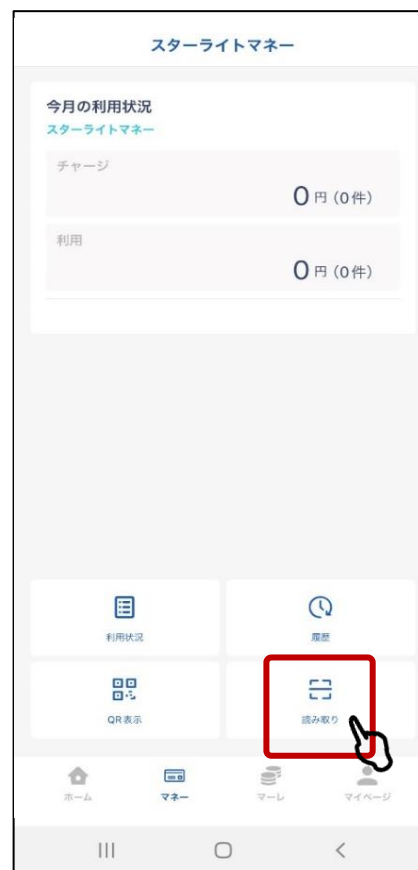 スターライトマネー
今月の利用状況
スターライトマネー
チャージ
0円(0件)
利用
0円(0件)
利用状況
履歴
QR表示
読み取り
ホーム
マネー
マーレ
マイページ